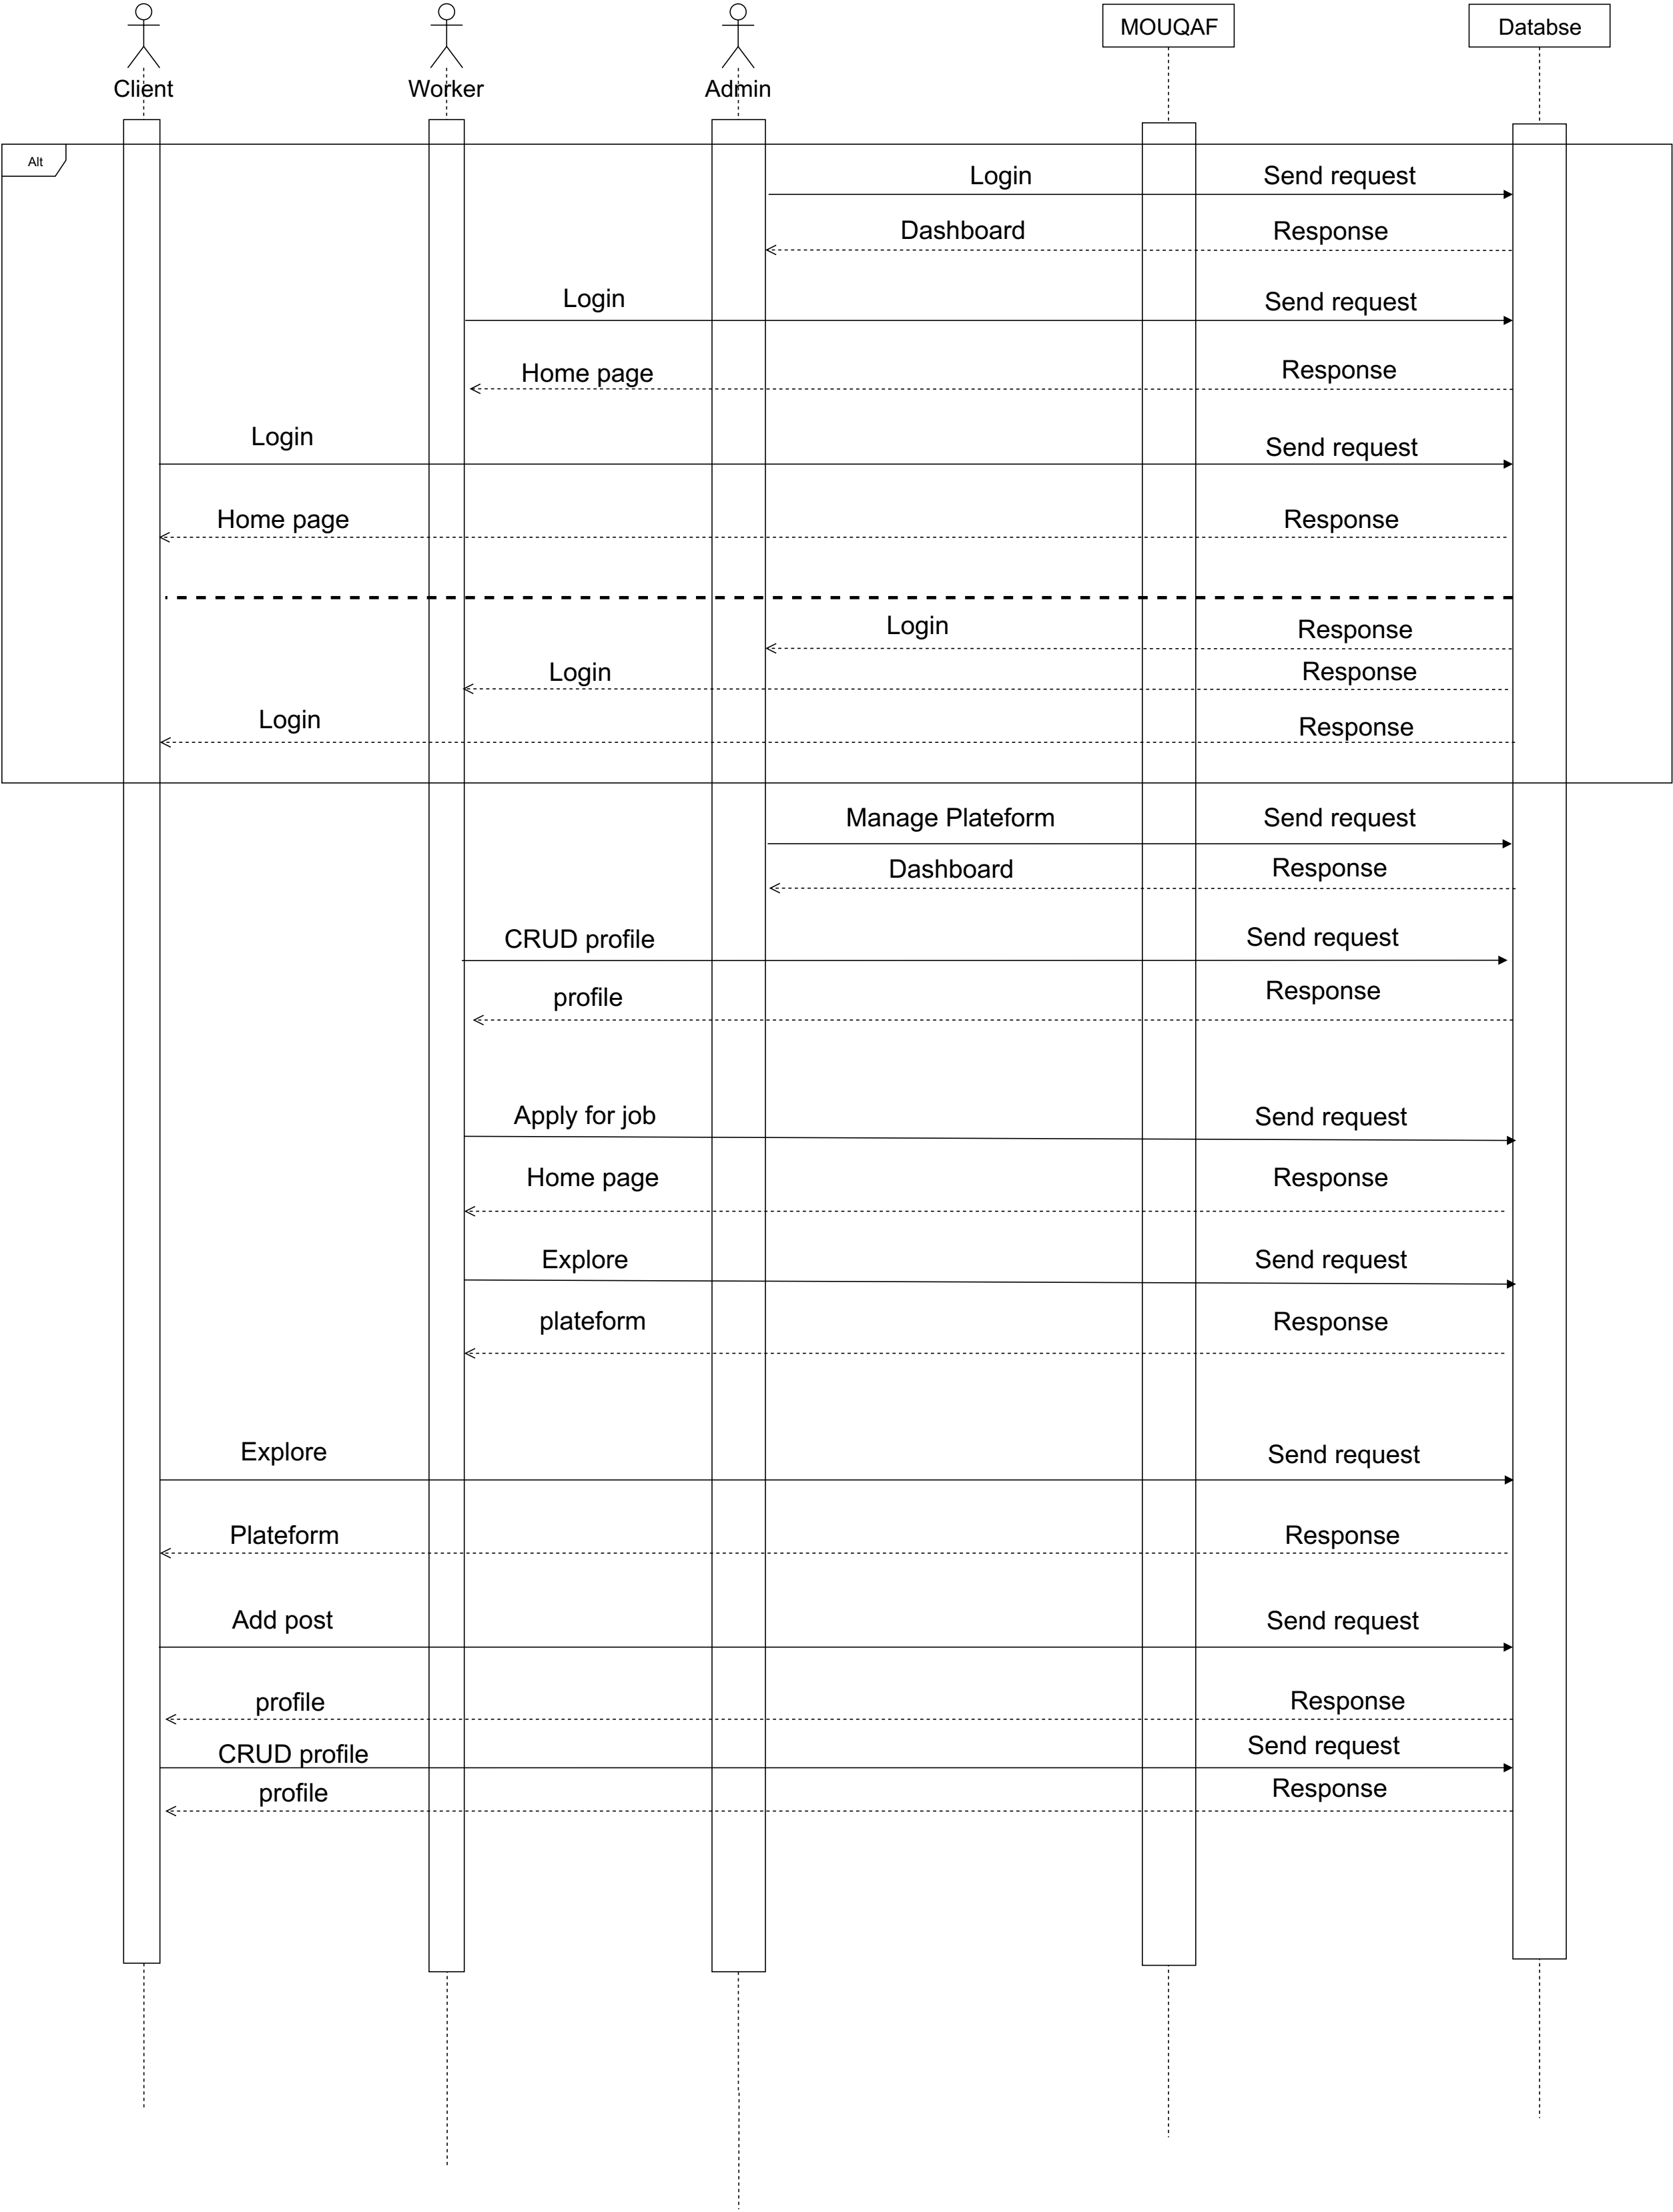 Client
Worker
Admin
MOUQAF
Databse
Alt
Login
Send request
Dashboard
Response
Login
Send request
Home page
Response
Login
Send request
Home page
Response
Login
Response
Login
Response
Login
Response
Manage Plateform
Send request
Dashboard
Response
CRUD profile
Send request
profile
Response
Apply for job
Send request
Home page
Response
Explore
Send request
plateform
Response
Explore
Send request
Plateform
Response
Add post
Send request
profile
Response
CRUD profile
Send request
profile
Response